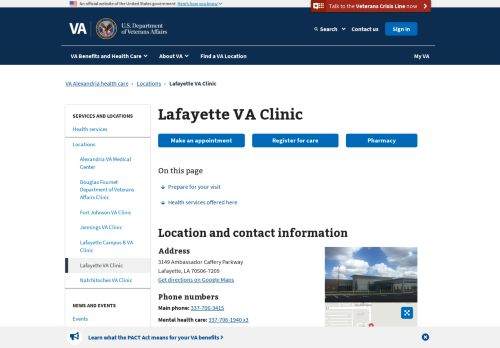 An official website of the United States government Here's how you know
Talk to the Veterans Crisis Line now
VA
U.S. Department
of Veterans Affairs
Search
Contact us
Sign in
VA Benefits and Health Care
About VA
Find a VA Location
My VA
VA Alexandria health care › Locations › Lafayette VA Clinic
SERVICES AND LOCATIONS
Health services
Locations
Alexandria VA Medical
Center
Douglas Fournet
Department of Veterans
Affairs Clinic
Fort Johnson VA Clinic
Jennings VA Clinic
Lafayette Campus B VA
Clinic
Lafayette VA Clinic
Natchitoches VA Clinic
NEWS AND EVENTS
Events
Lafayette VA Clinic
Make an appointment
Register for care
Pharmacy
On this page
Prepare for your visit
Health services offered here
Location and contact information
Address
3149 Ambassador Caffery Parkway
Lafayette, LA 70506-7209
Get directions on Google Maps
Phone numbers
Main phone: 337-706-3415
Mental health care: 337-706-1940 x3
Learn what the PACT Act means for your VA benefits